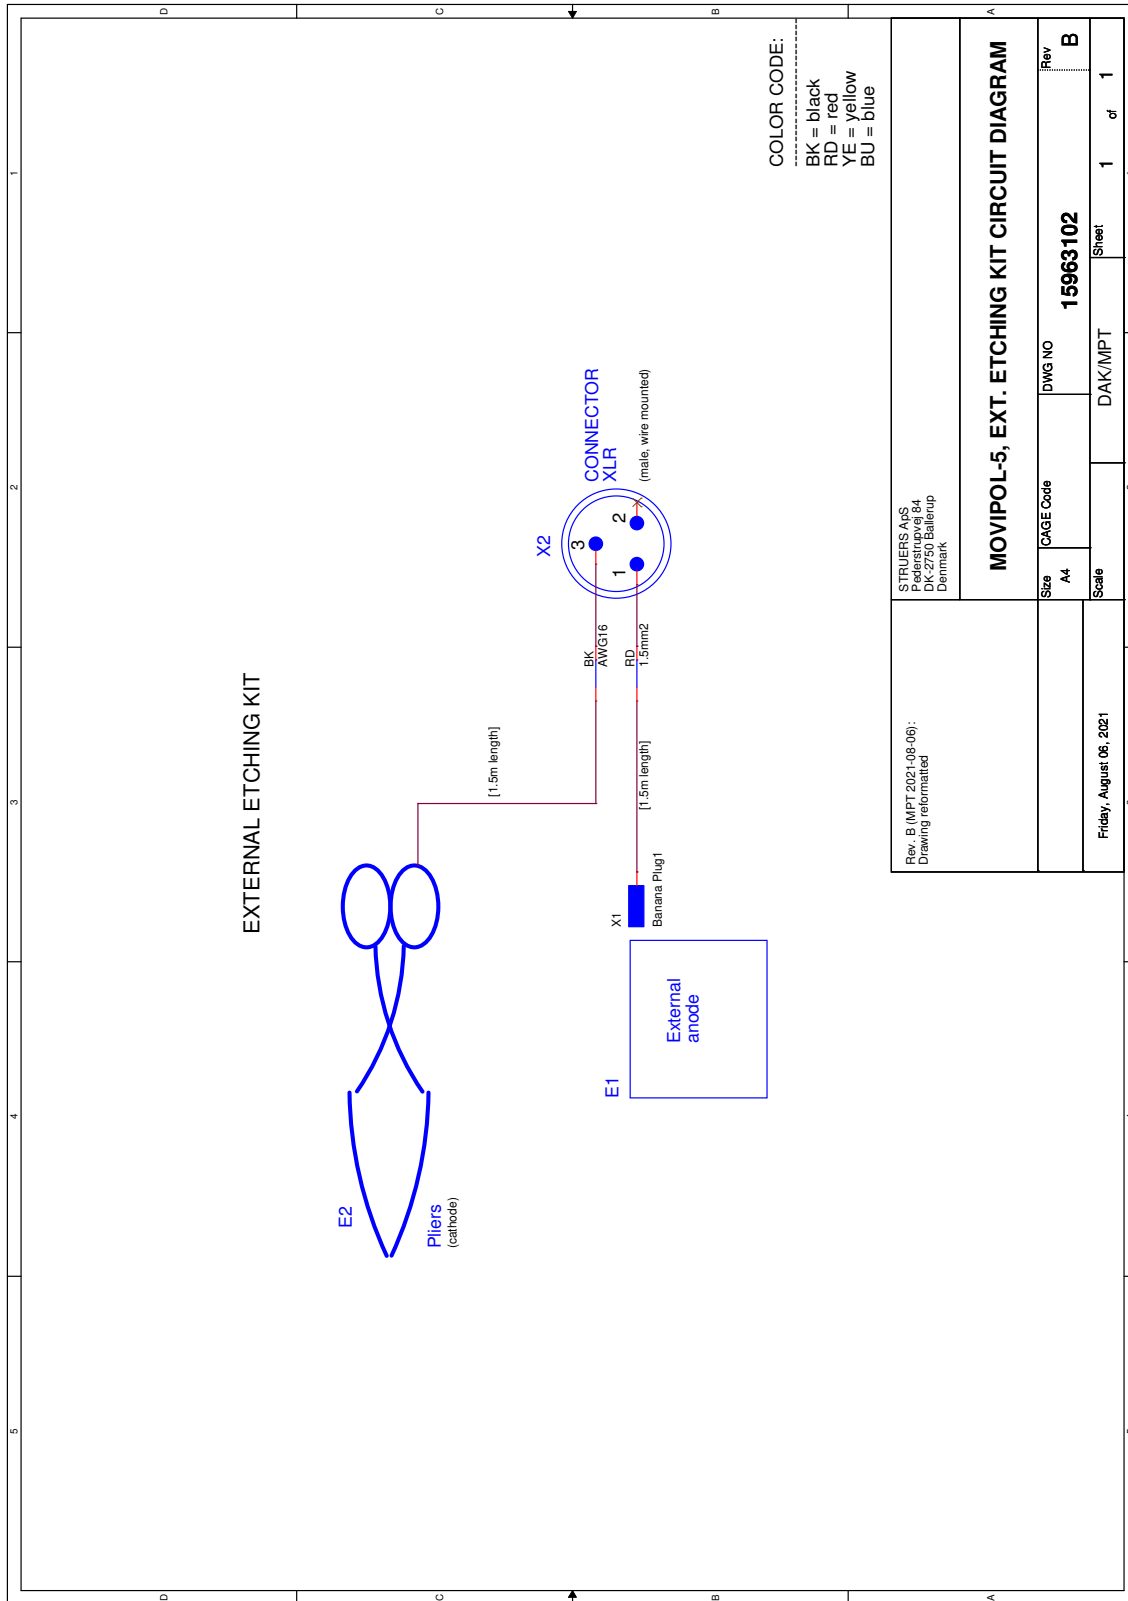 EXTERNAL ETCHING KIT
E2
Pliers
(cathode)
[1.5m length]
X2
CONNECTOR
XLR
(male, wire mounted)
3
1
2
BK
AWG16
RD
1.5mm2
[1.5m length]
X1
Banana Plug1
E1
External
anode
COLOR CODE:
BK = black
RD = red
YE = yellow
BU = blue
Rev. B (MPT 2021-08-06):
Drawing reformatted
STRUERS ApS
Pederstrupvej 84
DK-2750 Ballerup
Denmark
MOVIPOL-5, EXT. ETCHING KIT CIRCUIT DIAGRAM
Size
A4
CAGE Code
DWG NO
15963102
Rev
B
Friday, August 06, 2021
Scale
DAK/MPT
Sheet
1 of 1
5
4
3
2
1
D
C
B
A
D
C
B
A